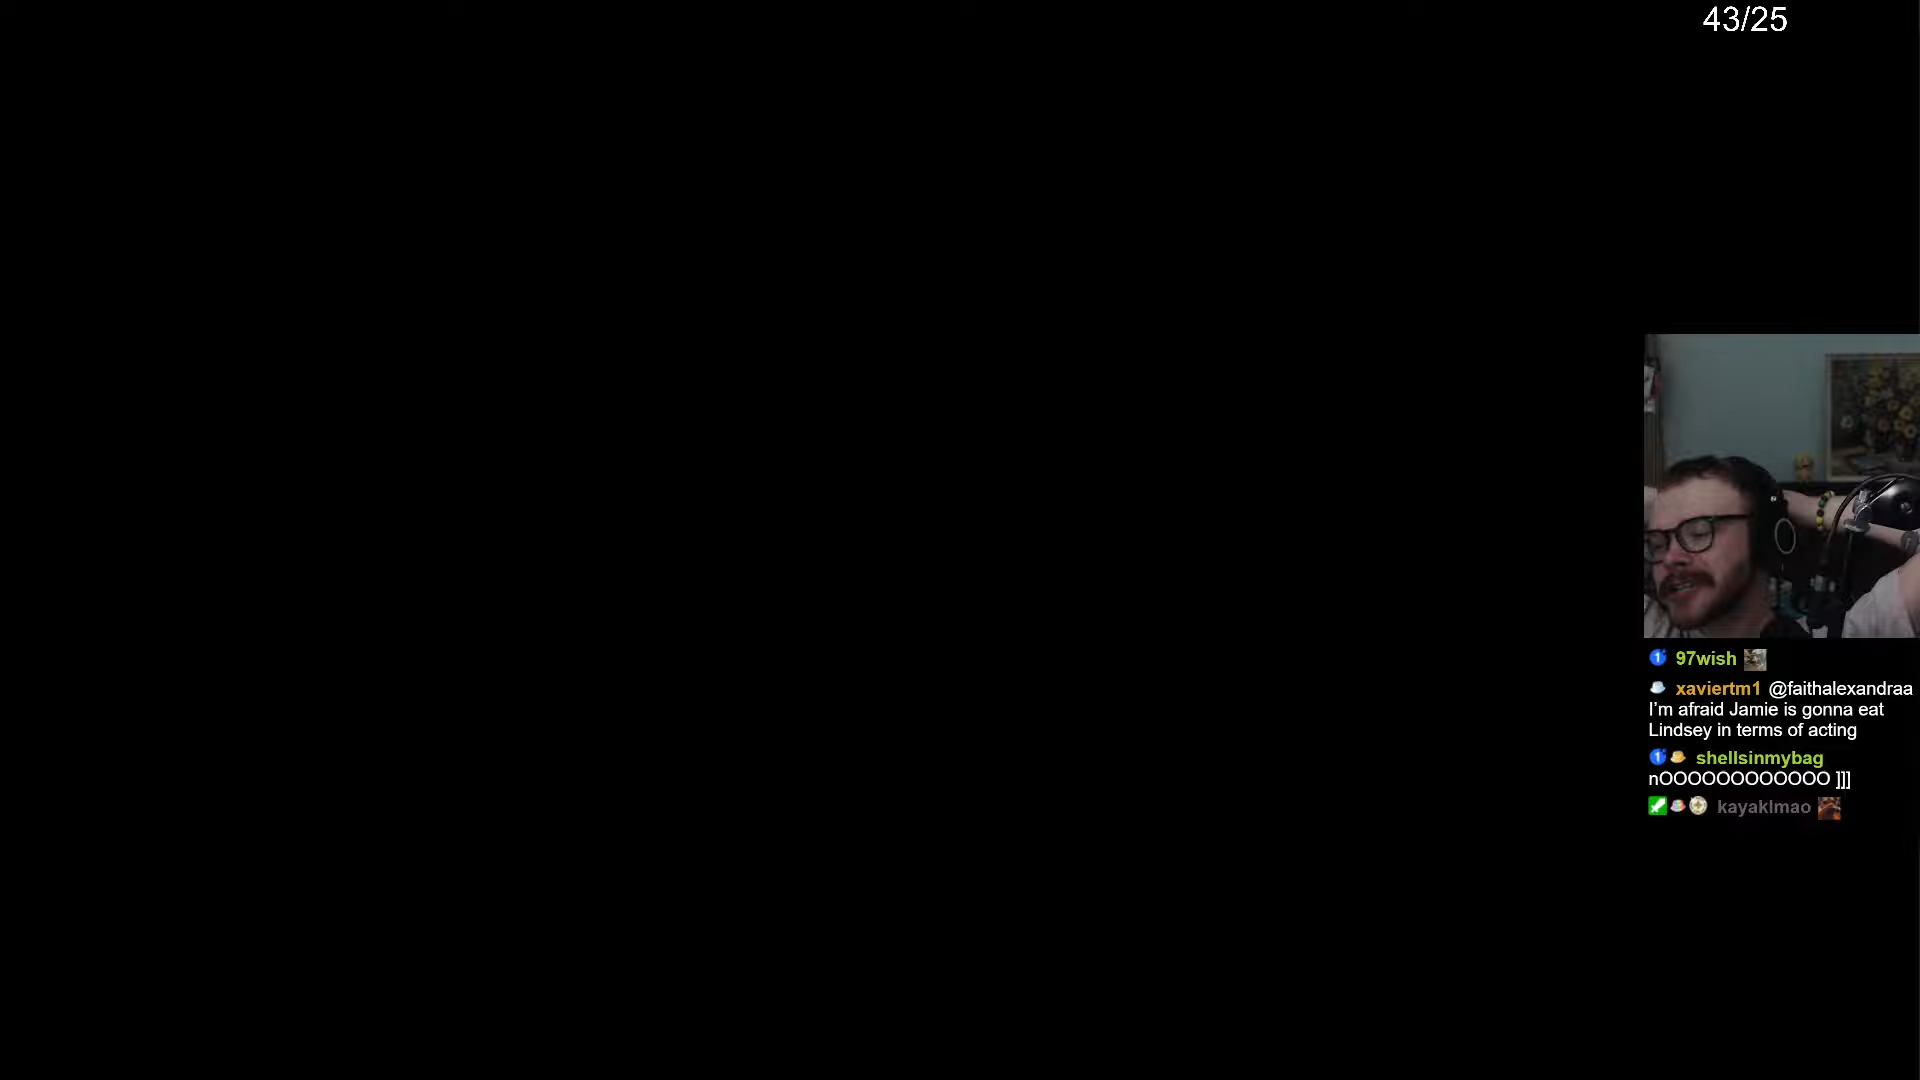 43/25
97wish
xaviertm1 @faithalexandraa
I’m afraid Jamie is gonna eat
Lindsey in terms of acting
shellsinmybag
nOOOOOOOOOOOO ]]]
kayaklmao